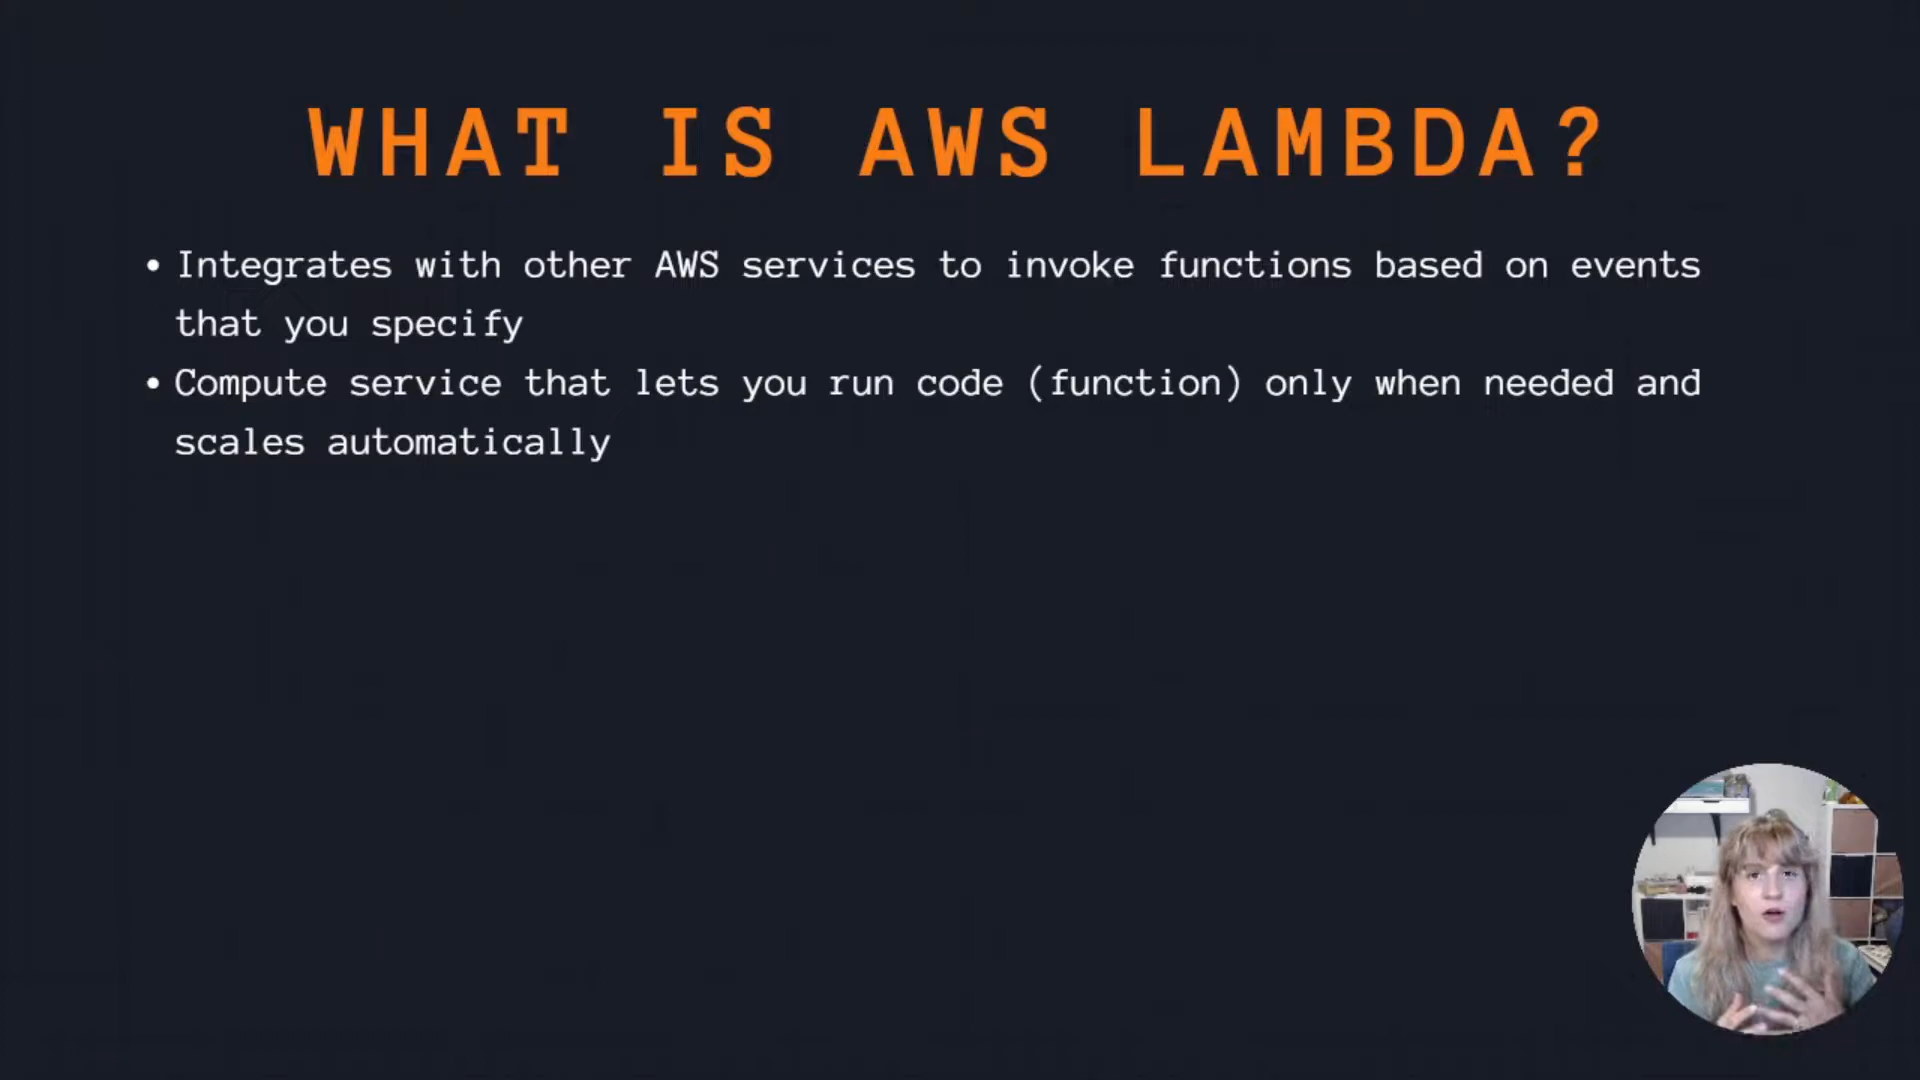 WHAT IS AWS LAMBDA?
• Integrates with other AWS services to invoke functions based on events
that you specify
• Compute service that lets you run code (function) only when needed and
scales automatically